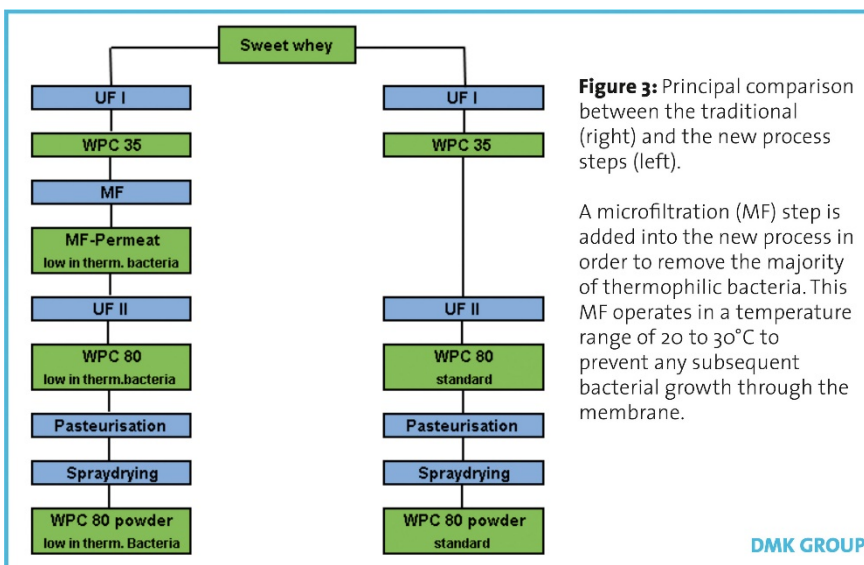 Sweet whey
UF I
WPC 35
MF
MF-Permeat
low in therm. bacteria
UF II
WPC 80
low in therm.bacteria
Pasteurisation
Spraydrying
WPC 80 powder
low in therm. Bacteria
UF I
WPC 35
UF II
WPC 80
standard
Pasteurisation
Spraydrying
WPC 80 powder
standard
Figure 3: Principal comparison
between the traditional
(right) and the new process
steps (left).
A microfiltration (MF) step is
added into the new process in
order to remove the majority
of thermophilic bacteria. This
MF operates in a temperature
range of 20 to 30°C to
prevent any subsequent
bacterial growth through the
membrane.
DMK GROUP